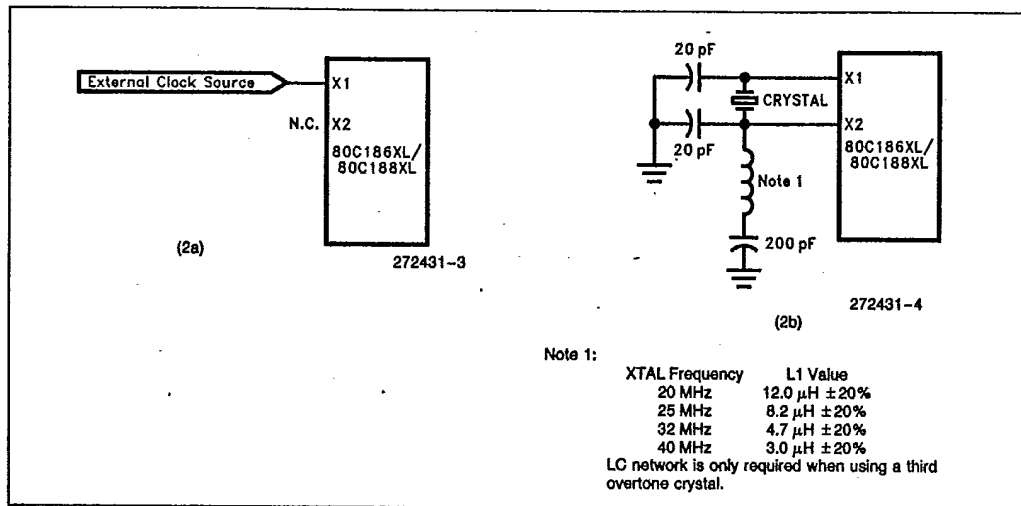 External Clock Source
X1
N.C.
X2
80C186XL/
80C188XL
(2a)
272431-3
20 pF
X1
CRYSTAL
X2
20 pF
80C186XL/
80C188XL
Note 1
200 pF
272431-4
(2b)
Note 1:
XTAL Frequency L1 Value
20 MHz 12.0 μH ±20%
25 MHz 8.2 μH ±20%
32 MHz 4.7 μH ±20%
40 MHz 3.0 μH ±20%
LC network is only required when using a third
overtone crystal.